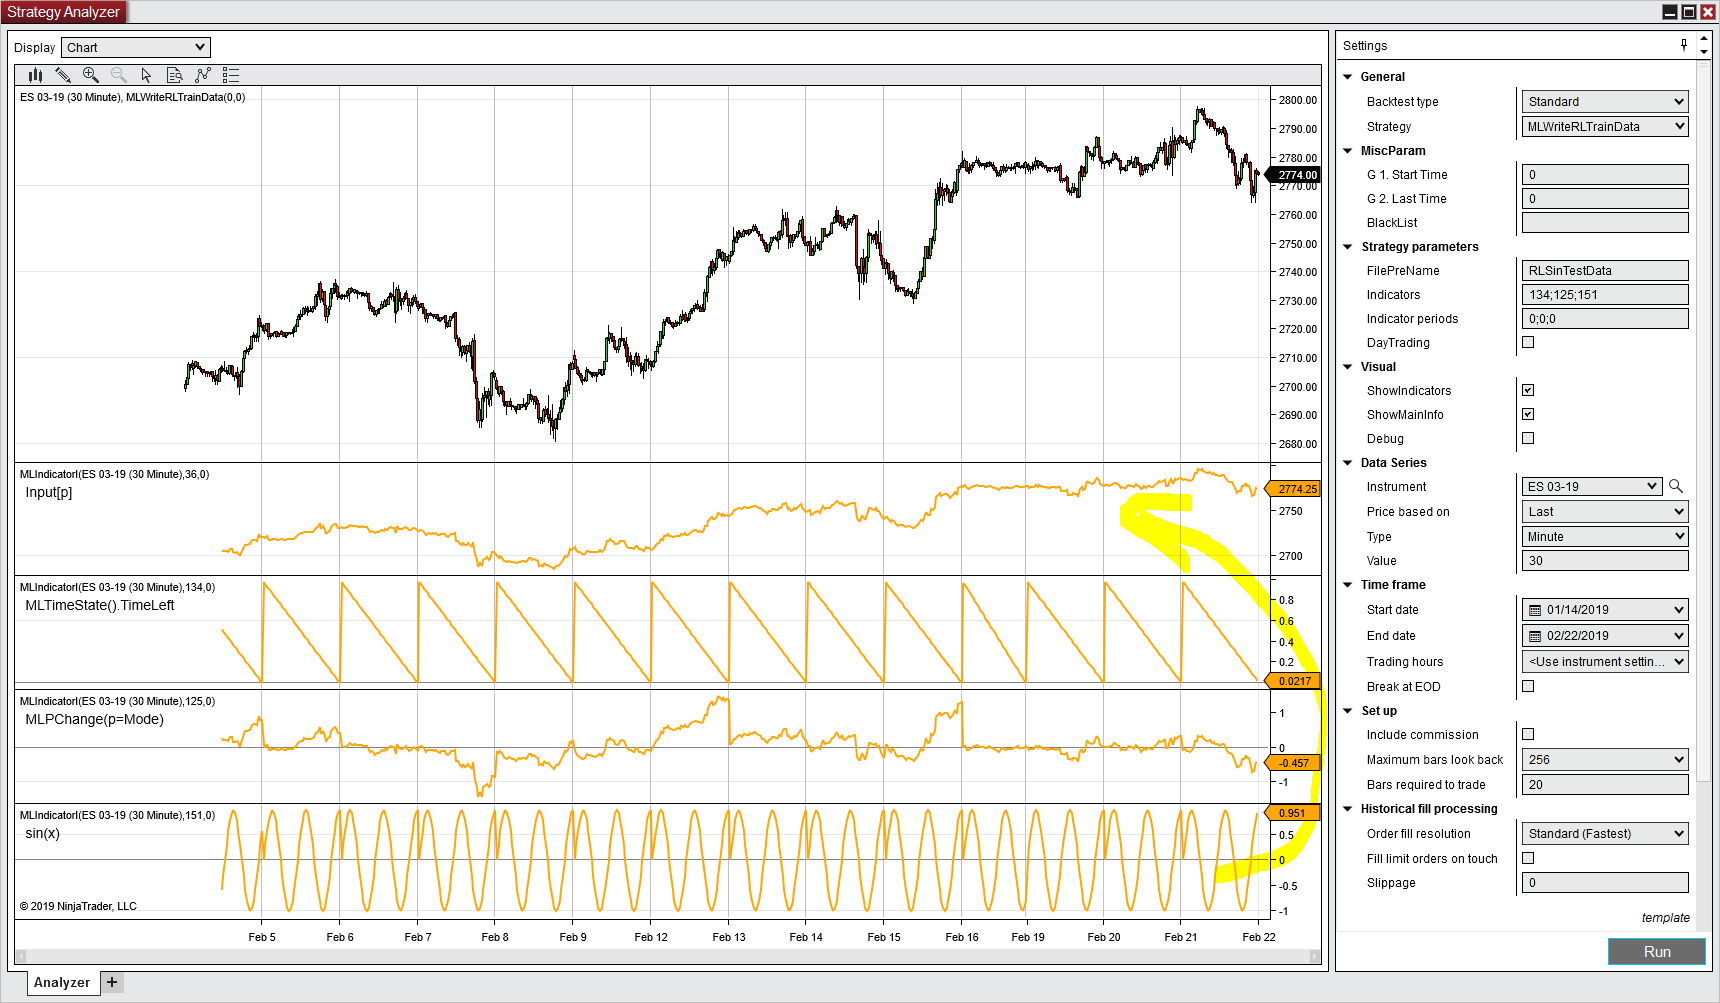 Strategy Analyzer
Display Chart
ES 03-19 (30 Minute), MLWriteRLTrainData(0,0)
2800.00
2790.00
2780.00
2774.00
2770.00
2760.00
2750.00
2740.00
2730.00
2720.00
2710.00
2700.00
2690.00
2680.00
MLIndicatorI(ES 03-19 (30 Minute),36,0)
Input[p]
2774.25
2750
2700
MLIndicatorI(ES 03-19 (30 Minute),134,0)
MLTimeState().TimeLeft
0.8
0.6
0.4
0.2
0.0217
MLIndicatorI(ES 03-19 (30 Minute),125,0)
MLPChange(p=Mode)
1
0
-0.457
-1
MLIndicatorI(ES 03-19 (30 Minute),151,0)
sin(x)
0.951
0.5
0
-0.5
-1
© 2019 NinjaTrader, LLC
Feb 5 Feb 6 Feb 7 Feb 8 Feb 9 Feb 12 Feb 13 Feb 14 Feb 15 Feb 16 Feb 19 Feb 20 Feb 21 Feb 22
Analyzer +
Settings
General
Backtest type Standard
Strategy MLWriteRLTrainData
MiscParam
G 1. Start Time 0
G 2. Last Time 0
BlackList
Strategy parameters
FilePreName RLSinTestData
Indicators 134;125;151
Indicator periods 0;0;0
DayTrading
Visual
ShowIndicators
ShowMainInfo
Debug
Data Series
Instrument ES 03-19
Price based on Last
Type Minute
Value 30
Time frame
Start date 01/14/2019
End date 02/22/2019
Trading hours <Use instrument settin...
Break at EOD
Set up
Include commission
Maximum bars look back 256
Bars required to trade 20
Historical fill processing
Order fill resolution Standard (Fastest)
Fill limit orders on touch
Slippage 0
template
Run